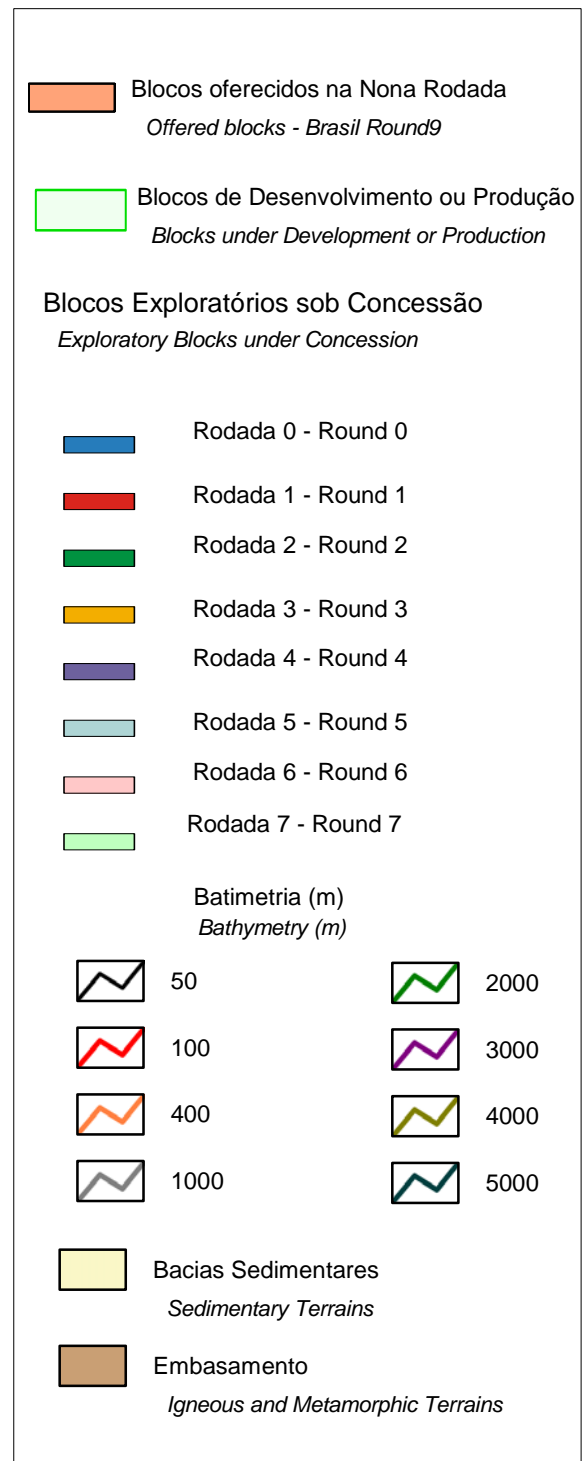 Blocos oferecidos na Nona Rodada
Offered blocks - Brasil Round9
Blocos de Desenvolvimento ou Produção
Blocks under Development or Production
Blocos Exploratórios sob Concessão
Exploratory Blocks under Concession
Rodada 0 - Round 0
Rodada 1 - Round 1
Rodada 2 - Round 2
Rodada 3 - Round 3
Rodada 4 - Round 4
Rodada 5 - Round 5
Rodada 6 - Round 6
Rodada 7 - Round 7
Batimetria (m)
Bathymetry (m)
50
100
400
1000
2000
3000
4000
5000
Bacias Sedimentares
Sedimentary Terrains
Embasamento
Igneous and Metamorphic Terrains